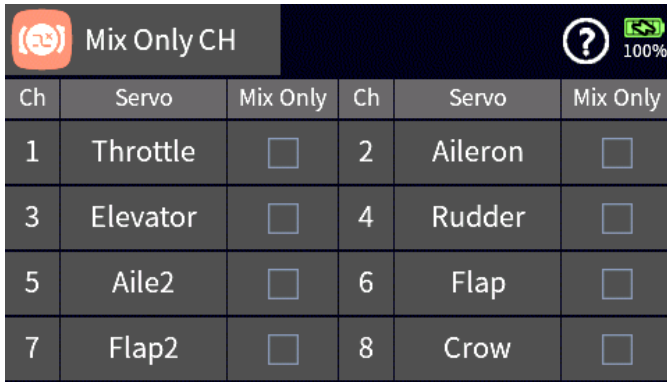 Mix Only CH
?
100%
Ch Servo Mix Only Ch Servo Mix Only
1 Throttle 2 Aileron
3 Elevator 4 Rudder
5 Aile2 6 Flap
7 Flap2 8 Crow